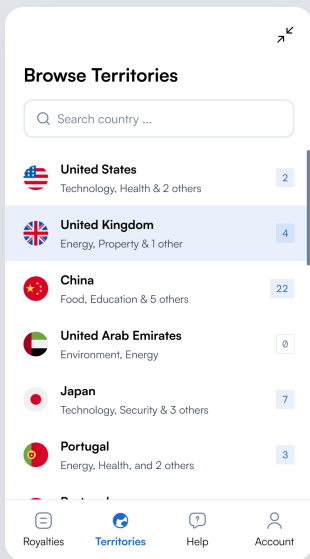 Browse Territories
Search country ...
United States
Technology, Health & 2 others
2
United Kingdom
Energy, Property & 1 other
4
China
Food, Education & 5 others
22
United Arab Emirates
Environment, Energy
0
Japan
Technology, Security & 3 others
7
Portugal
Energy, Health, and 2 others
3
Royalties
Territories
Help
Account